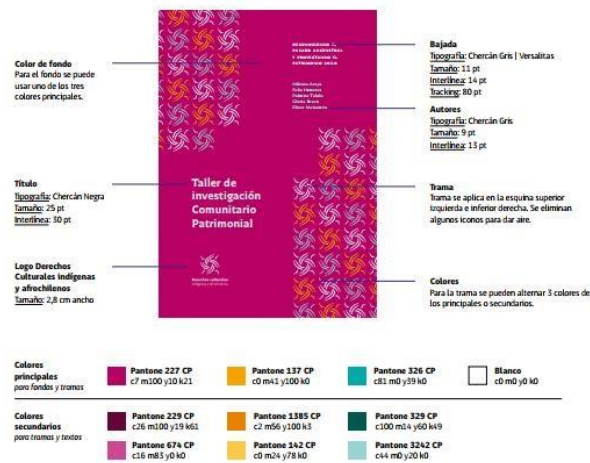 Color de fondo
Para el fondo se puede
usar uno de los tres
colores principales.
Título
Tipografía: Chercán Negra
Tamaño: 25 pt
Interlínea: 30 pt
Logo Derechos
Culturales indígenas
y afrochilenos
Tamaño: 2,8 cm ancho
PASADO ANCESTRAL
Y PROYECTANDO EL
Taller de
investigación
Comunitario
Patrimonial
Bajada
Tipografía: Chercán Gris | Versalitas
Tamaño: 11 pt
Interlínea: 14 pt
Tracking: 80 pt
Autores
Tipografía: Chercán Gris
Tamaño: 9 pt
Interlínea: 13 pt
Trama
Trama se aplica en la esquina superior
izquierda e inferior derecha. Se eliminan
algunos iconos para dar aire.
Colores
Para la trama se pueden alternar 3 colores de
los principales o secundarios.
Colores
principales
para fondos y tramas
Pantone 227 CP
c7 m100 y10 k21
Pantone 137 CP
c0 m41 y100 k0
Pantone 326 CP
c81 m0 y39 k0
Blanco
c0 m0 y0 k0
Colores
secundarios
para tramas y textos
Pantone 229 CP
c26 m100 y19 k61
Pantone 1385 CP
c2 m56 y100 k3
Pantone 329 CP
c100 m14 y60 k49
Pantone 674 CP
c16 m83 y0 k0
Pantone 142 CP
c0 m24 y78 k0
Pantone 3242 CP
c44 m0 y20 k0